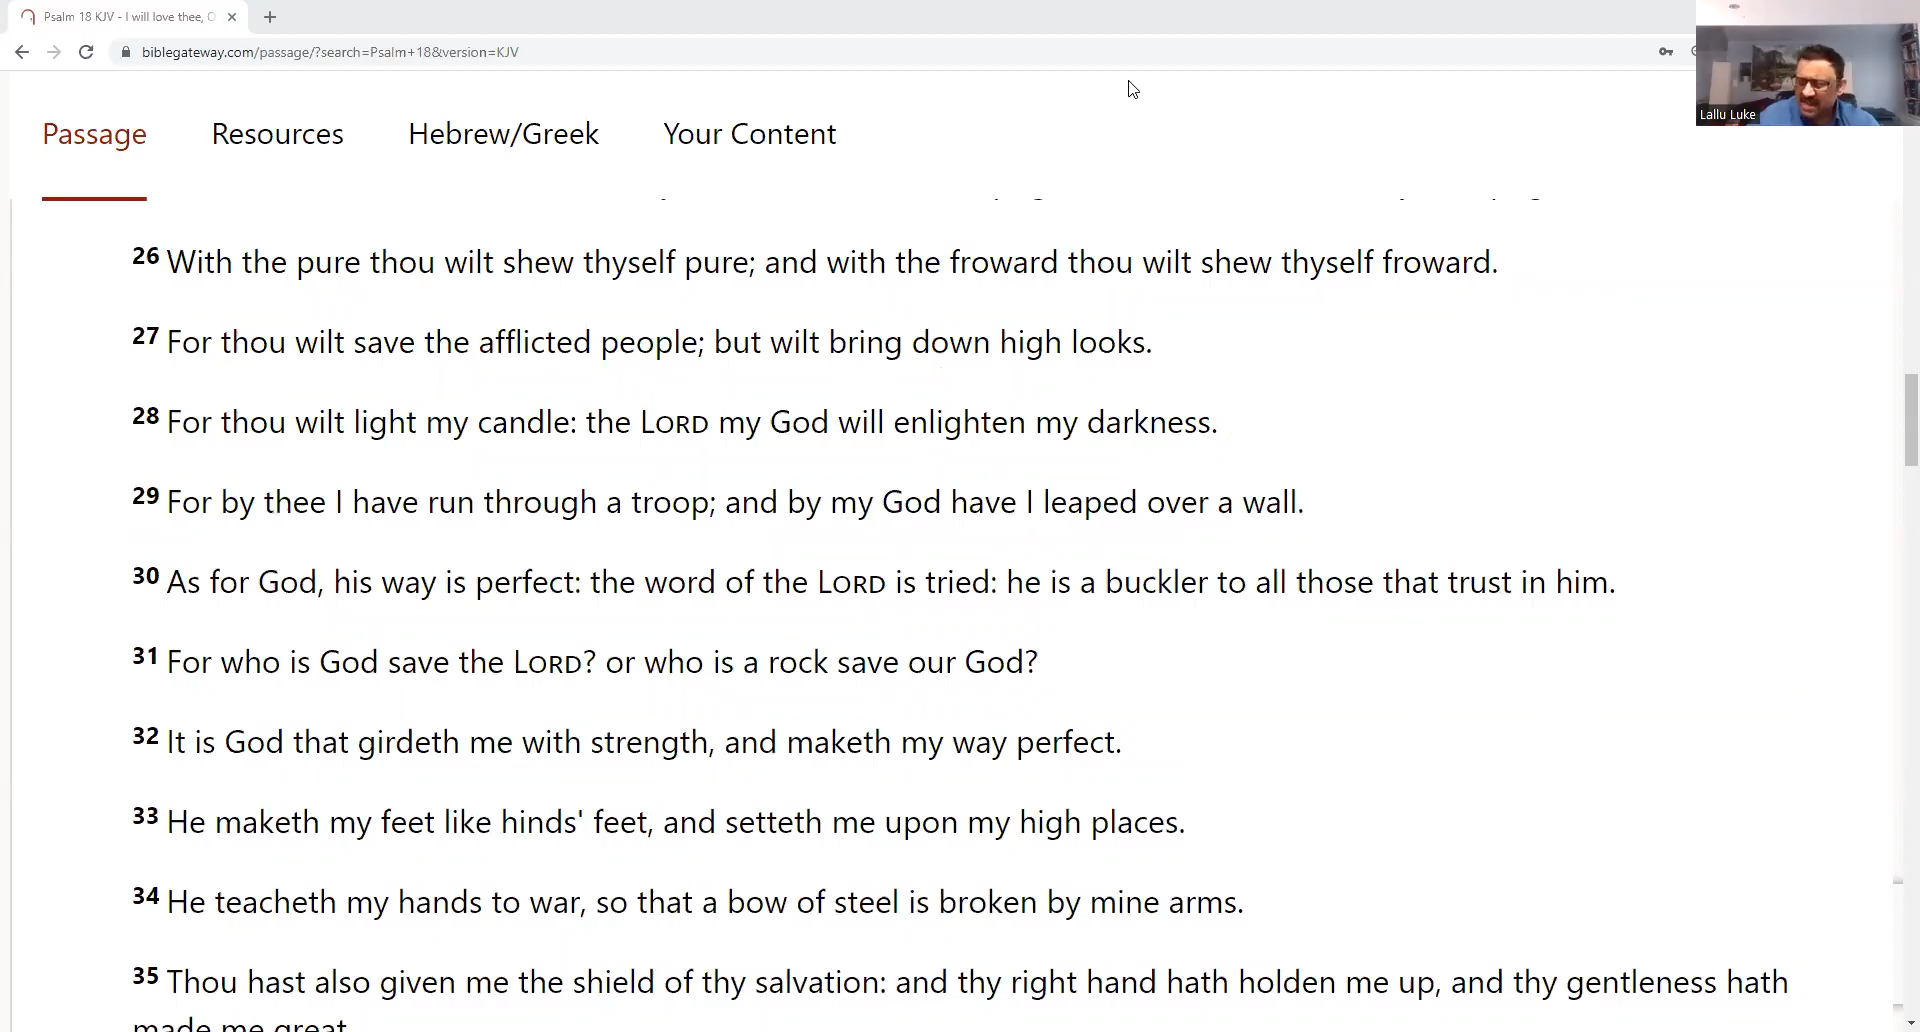 Psalm 18 KJV - I will love thee, O
biblegateway.com/passage/?search=Psalm+18&version=KJV
Lallu Luke
Passage Resources Hebrew/Greek Your Content
26 With the pure thou wilt shew thyself pure; and with the froward thou wilt shew thyself froward.
27 For thou wilt save the afflicted people; but wilt bring down high looks.
28 For thou wilt light my candle: the LORD my God will enlighten my darkness.
29 For by thee I have run through a troop; and by my God have I leaped over a wall.
30 As for God, his way is perfect: the word of the LORD is tried: he is a buckler to all those that trust in him.
31 For who is God save the LORD? or who is a rock save our God?
32 It is God that girdeth me with strength, and maketh my way perfect.
33 He maketh my feet like hinds' feet, and setteth me upon my high places.
34 He teacheth my hands to war, so that a bow of steel is broken by mine arms.
35 Thou hast also given me the shield of thy salvation: and thy right hand hath holden me up, and thy gentleness hath
made me great.